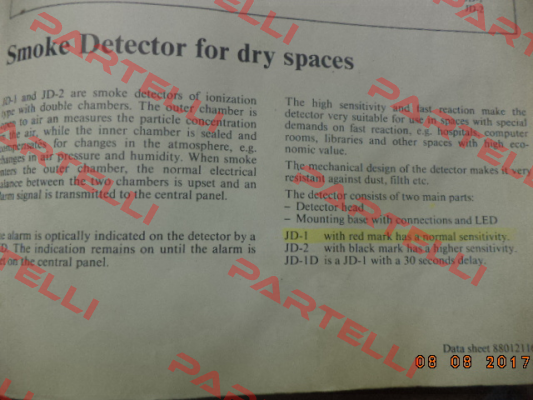 JD-2
Smoke Detector for dry spaces
JD-1 and JD-2 are smoke detectors of ionization
type with double chambers. The outer chamber is
open to air an measures the particle concentration
in the air, while the inner chamber is sealed and
compensates for changes in the atmosphere, e.g.
changes in air pressure and humidity. When smoke
enters the outer chamber, the normal electrical
balance between the two chambers is upset and an
alarm signal is transmitted to the central panel.
The alarm is optically indicated on the detector by a
LED. The indication remains on until the alarm is
on the central panel.
The high sensitivity and fast reaction make the
detector very suitable for use in spaces with special
demands on fast reaction, e.g. hospitals, computer
rooms, libraries and other spaces with high eco-
nomic value.
The mechanical design of the detector makes it very
resistant against dust, filth etc.
The detector consists of two main parts:
– Detector head
– Mounting base with connections and LED
JD-1 with red mark has a normal sensitivity.
JD-2 with black mark has a higher sensitivity.
JD-1D is a JD-1 with a 30 seconds delay.
Data sheet 8801211
08 08 2017
PARTELLI
PARTELLI
PARTELLI
PARTELLI
PARTELLI
PARTELLI